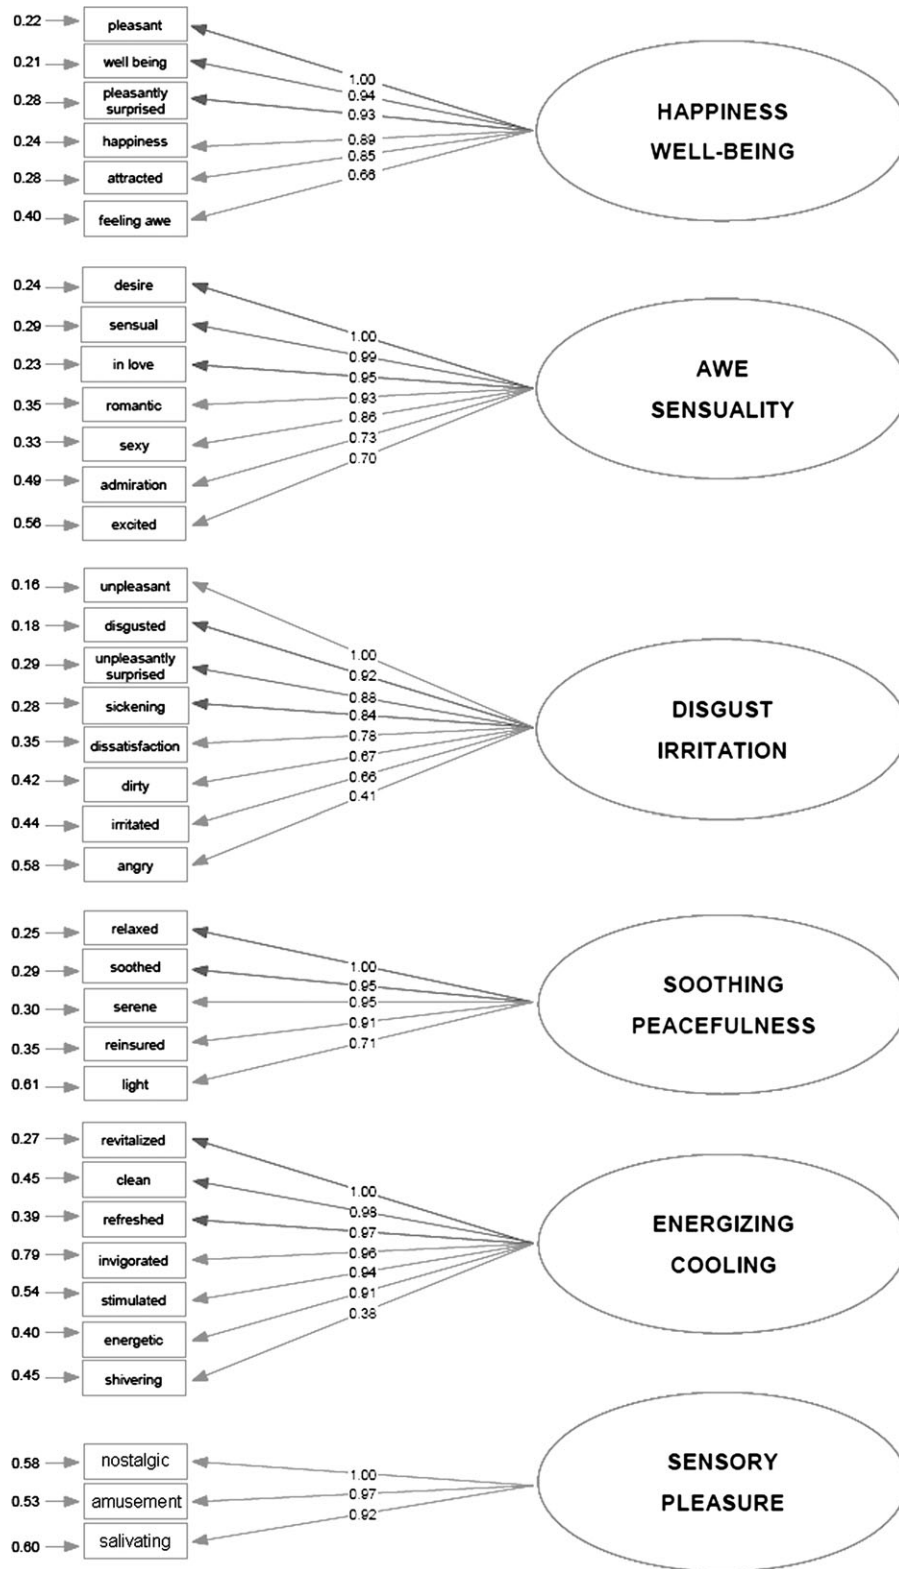 0.22 pleasant
0.21 well being
0.28 pleasantly
surprised
0.24 happiness
0.28 attracted
0.40 feeling awe
1.00
0.94
0.93
0.89
0.85
0.66
HAPPINESS
WELL-BEING
0.24 desire
0.29 sensual
0.23 in love
0.35 romantic
0.33 sexy
0.49 admiration
0.56 excited
1.00
0.99
0.95
0.93
0.86
0.73
0.70
AWE
SENSUALITY
0.16 unpleasant
0.18 disgusted
0.29 unpleasantly
surprised
0.28 sickening
0.35 dissatisfaction
0.42 dirty
0.44 irritated
0.58 angry
1.00
0.92
0.88
0.84
0.78
0.67
0.66
0.41
DISGUST
IRRITATION
0.25 relaxed
0.29 soothed
0.30 serene
0.35 reinsured
0.61 light
1.00
0.95
0.95
0.91
0.71
SOOTHING
PEACEFULNESS
0.27 revitalized
0.45 clean
0.39 refreshed
0.79 invigorated
0.54 stimulated
0.40 energetic
0.45 shivering
1.00
0.98
0.97
0.96
0.94
0.91
0.38
ENERGIZING
COOLING
0.58 nostalgic
0.53 amusement
0.60 salivating
1.00
0.97
0.92
SENSORY
PLEASURE